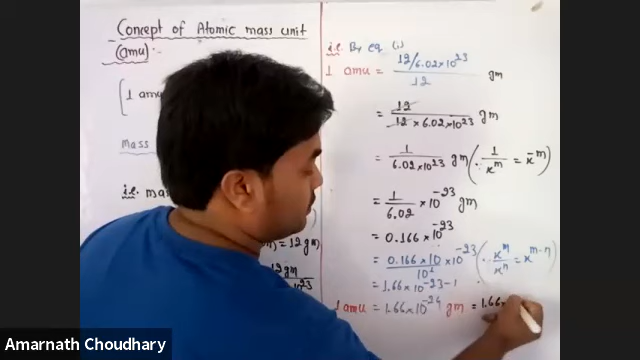 Concept of Atomic mass unit
(amu):-
1 amu
mass
i.e. mas
) = 12 gm)
12 gm
10²³
i.e. By eq (i)
1 amu = 12/6.02×10²³ / 12 gm
= 12 / 12 × 6.02×10²³ gm
= 1 / 6.02×10²³ gm (∵ 1/x^m = x^-m)
= 1/6.02 × 10^-23 gm
= 0.166 × 10^-23
= 0.166 × 10 / 10¹ × 10^-23 (∵ x^m/x^n = x^m-n)
= 1.66 × 10^-23-1
1 amu = 1.66×10^-24 gm = 1.66×
Amarnath Choudhary